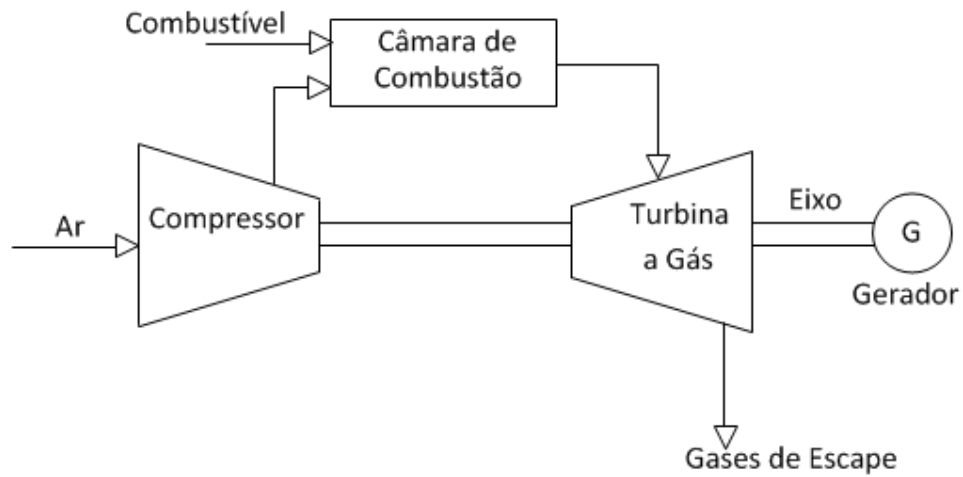 Combustível
Câmara de
Combustão
Ar
Compressor
Turbina
a Gás
Eixo
G
Gerador
Gases de Escape